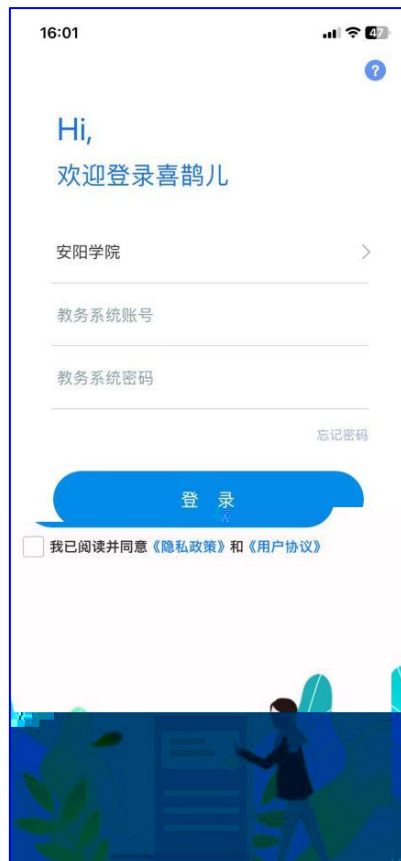 16:01
47
?
Hi,
欢迎登录喜鹊儿
安阳学院
教务系统账号
教务系统密码
忘记密码
登 录
我已阅读并同意《隐私政策》和《用户协议》